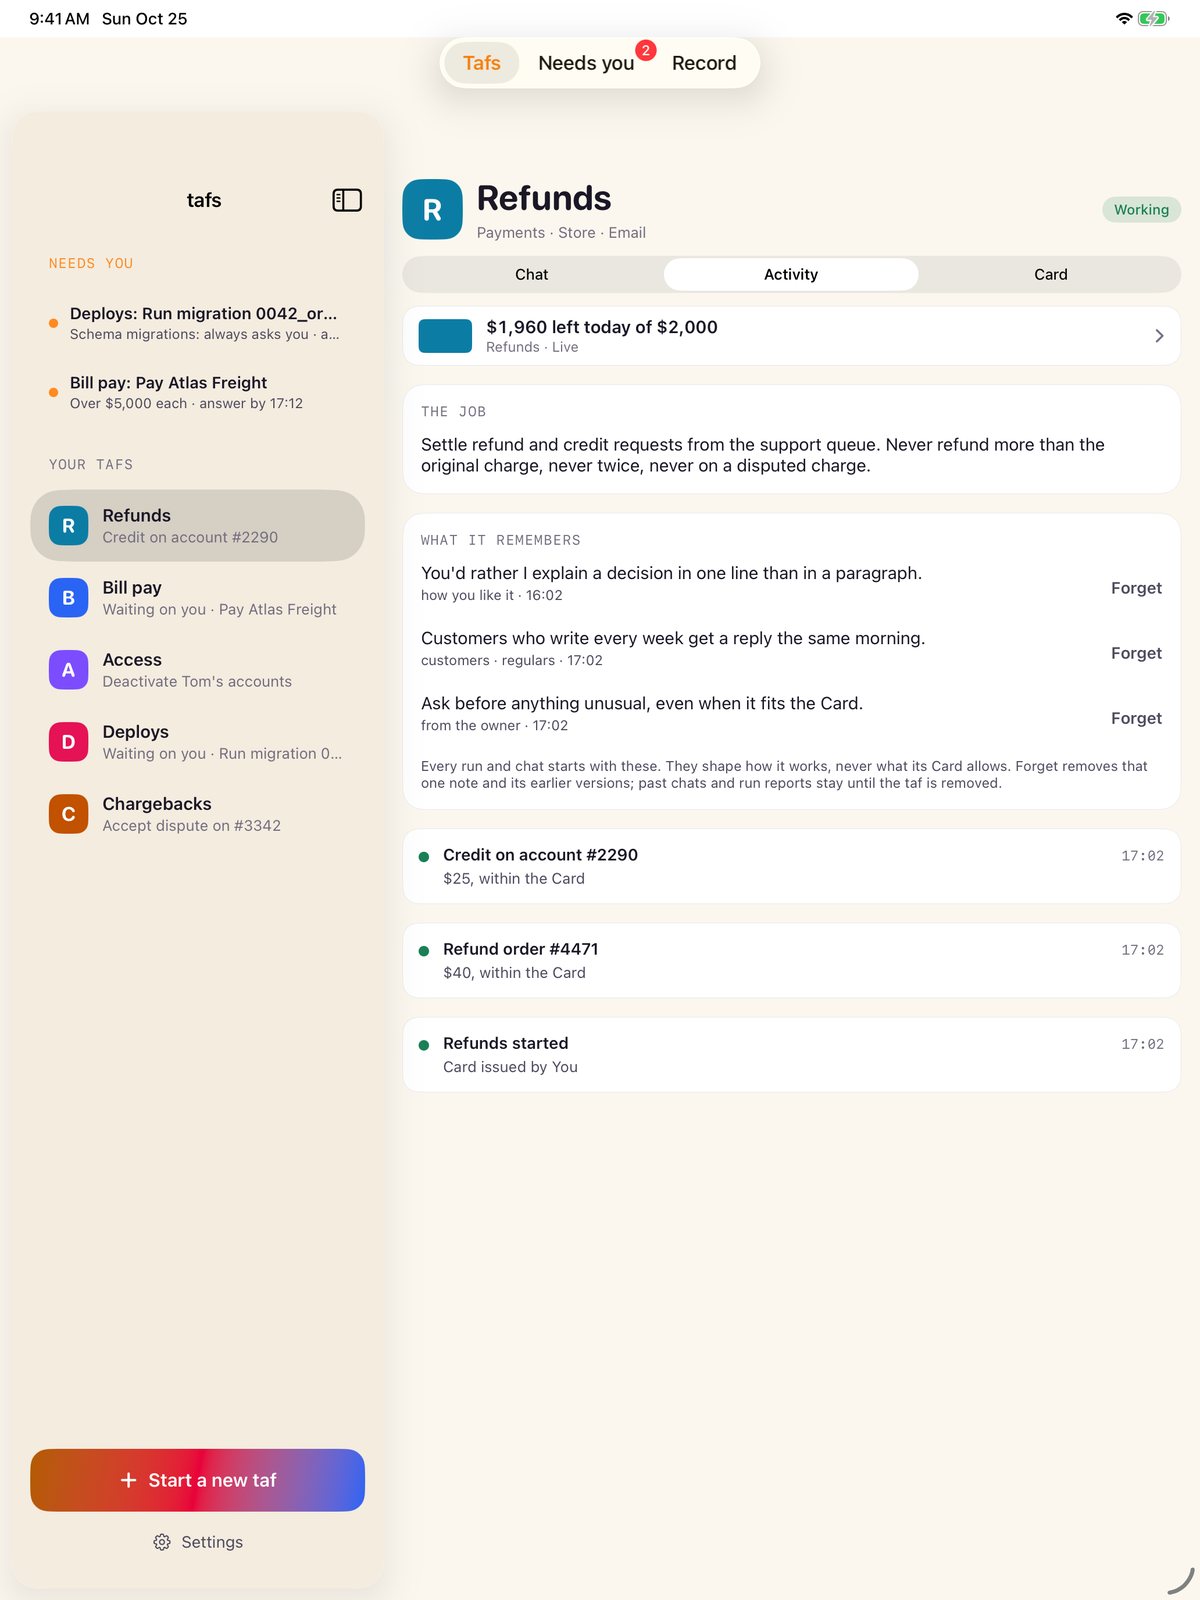 9:41 AM Sun Oct 25
Tafs
Needs you
2
Record
tafs
NEEDS YOU
Deploys: Run migration 0042_or...
Schema migrations: always asks you · a...
Bill pay: Pay Atlas Freight
Over $5,000 each · answer by 17:12
YOUR TAFS
R
Refunds
Credit on account #2290
B
Bill pay
Waiting on you · Pay Atlas Freight
A
Access
Deactivate Tom's accounts
D
Deploys
Waiting on you · Run migration 0...
C
Chargebacks
Accept dispute on #3342
+ Start a new taf
Settings
R
Refunds
Payments · Store · Email
Working
Chat
Activity
Card
$1,960 left today of $2,000
Refunds · Live
THE JOB
Settle refund and credit requests from the support queue. Never refund more than the
original charge, never twice, never on a disputed charge.
WHAT IT REMEMBERS
You'd rather I explain a decision in one line than in a paragraph.
how you like it · 16:02
Forget
Customers who write every week get a reply the same morning.
customers · regulars · 17:02
Forget
Ask before anything unusual, even when it fits the Card.
from the owner · 17:02
Forget
Every run and chat starts with these. They shape how it works, never what its Card allows. Forget removes that
one note and its earlier versions; past chats and run reports stay until the taf is removed.
Credit on account #2290
17:02
$25, within the Card
Refund order #4471
17:02
$40, within the Card
Refunds started
17:02
Card issued by You